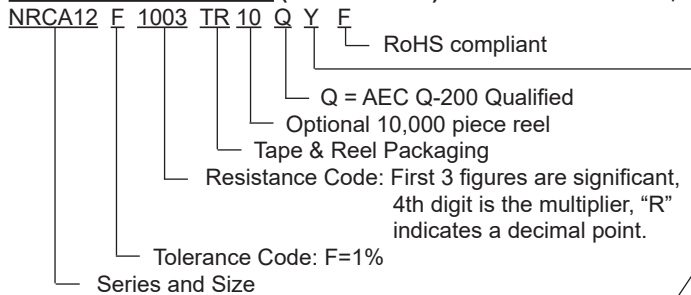 NRCA12 F 1003 TR 10 Q Y F
RoHS compliant
Q = AEC Q-200 Qualified
Optional 10,000 piece reel
Tape & Reel Packaging
Resistance Code: First 3 figures are significant,
4th digit is the multiplier, “R”
indicates a decimal point.
Tolerance Code: F=1%
Series and Size